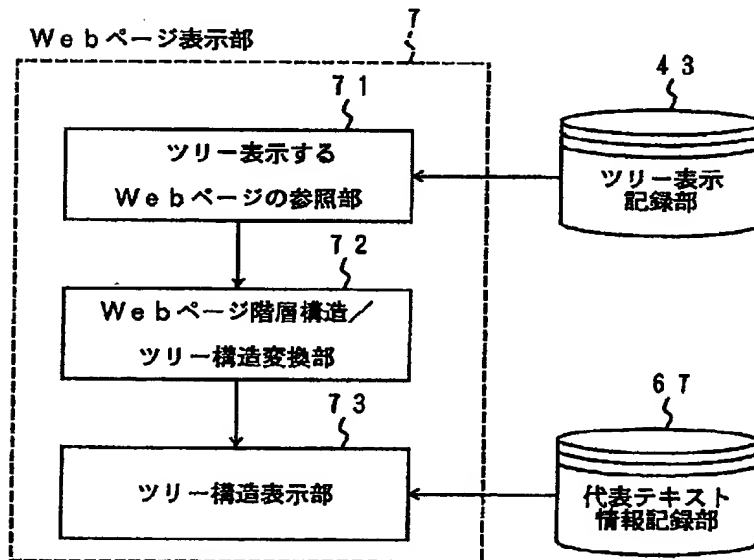 7
Ｗｅｂページ表示部
４３
７１
ツリー表示する
Ｗｅｂページの参照部
ツリー表示
記録部
７２
Ｗｅｂページ階層構造／
ツリー構造変換部
７３
６７
ツリー構造表示部
代表テキスト
情報記録部